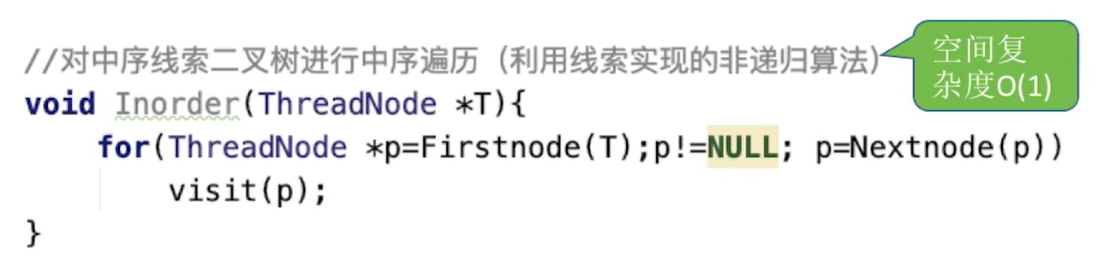 //对中序线索二叉树进行中序遍历（利用线索实现的非递归算法）
空间复
杂度O(1)
void Inorder(ThreadNode *T){
    for(ThreadNode *p=Firstnode(T);p!=NULL; p=Nextnode(p))
        visit(p);
}